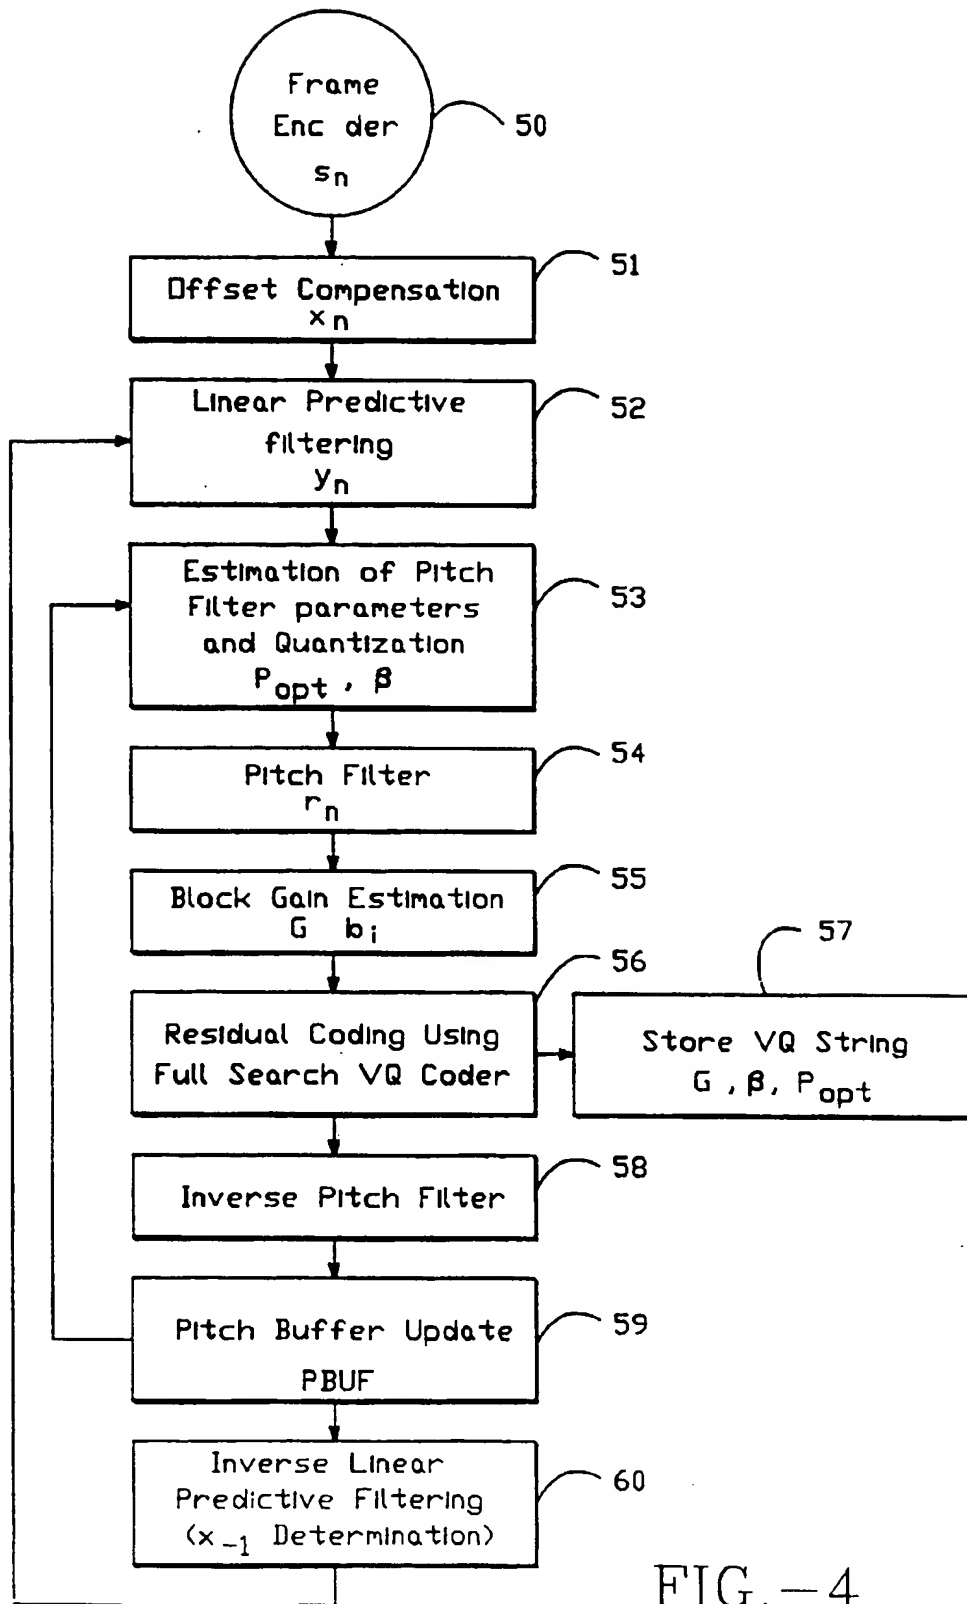 Frame
Enc der
sn
50
Offset Compensation
xn
51
Linear Predictive
filtering
yn
52
Estimation of Pitch
Filter parameters
and Quantization
Popt , β
53
Pitch Filter
rn
54
Block Gain Estimation
G bi
55
Residual Coding Using
Full Search VQ Coder
56
Store VQ String
G , β, Popt
57
Inverse Pitch Filter
58
Pitch Buffer Update
PBUF
59
Inverse Linear
Predictive Filtering
(x-1 Determination)
60
FIG.-4